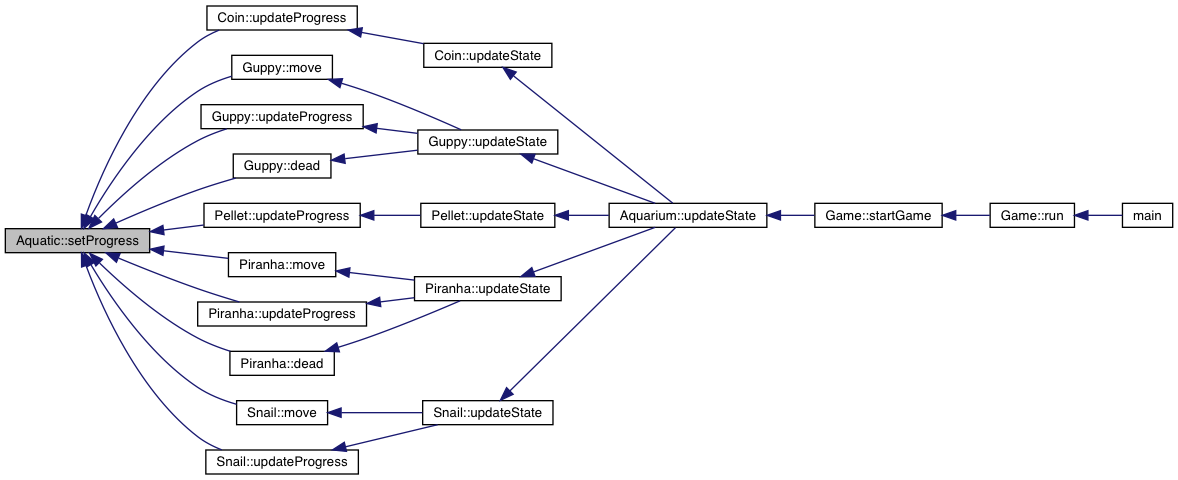 Coin::updateProgress
Coin::updateState
Guppy::move
Guppy::updateProgress
Guppy::updateState
Guppy::dead
Pellet::updateProgress
Pellet::updateState
Aquarium::updateState
Game::startGame
Game::run
main
Aquatic::setProgress
Piranha::move
Piranha::updateState
Piranha::updateProgress
Piranha::dead
Snail::move
Snail::updateState
Snail::updateProgress